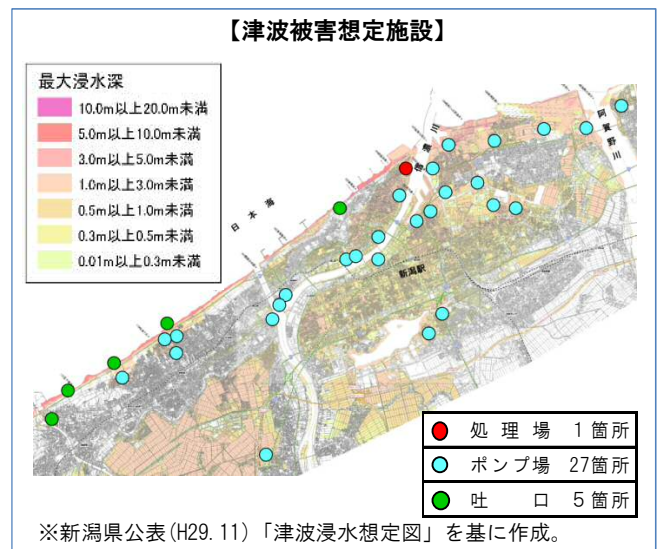 【津波被害想定施設】
最大浸水深
10.0m以上20.0m未満
5.0m以上10.0m未満
3.0m以上5.0m未満
1.0m以上3.0m未満
0.5m以上1.0m未満
0.3m以上0.5m未満
0.01m以上0.3m未満
阿賀野川
信濃川
日本海
新潟駅
処理場 1箇所
ポンプ場 27箇所
吐口 5箇所
※新潟県公表(H29.11)「津波浸水想定図」を基に作成。